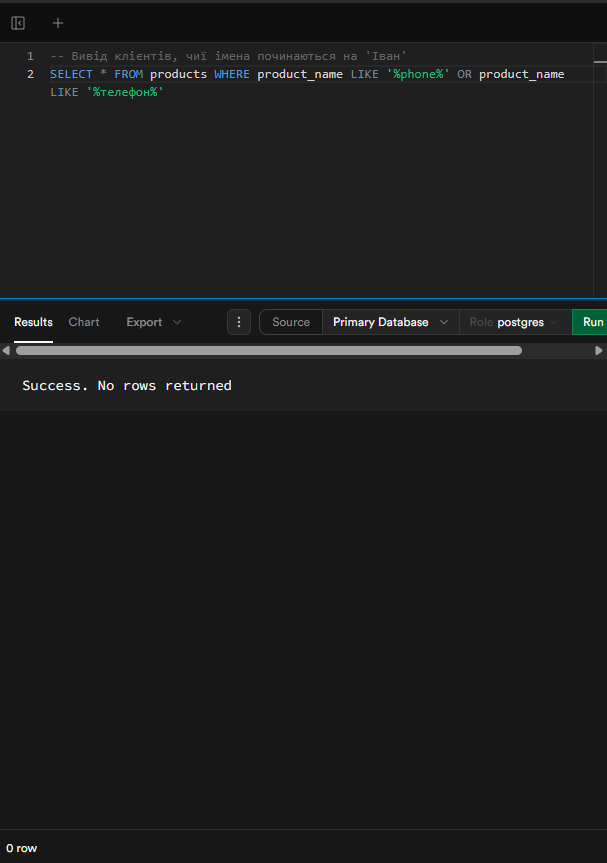 1 -- Вивід клієнтів, чиї імена починаються на 'Іван'
2 SELECT * FROM products WHERE product_name LIKE '%phone%' OR product_name
LIKE '%телефон%'
Results Chart Export Source Primary Database Role postgres Run
Success. No rows returned
0 row